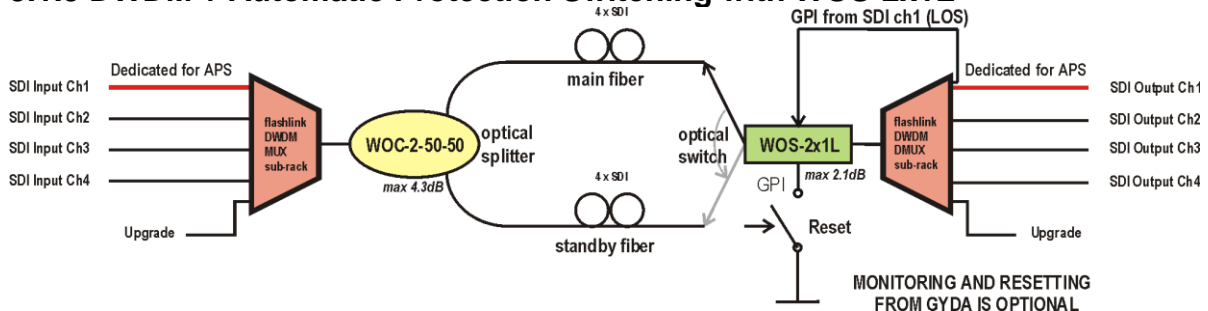 4 x SDI
GPI from SDI ch1 (LOS)
main fiber
Dedicated for APS
Dedicated for APS
SDI Input Ch1
SDI Input Ch2
SDI Input Ch3
SDI Input Ch4
Upgrade
flashlink
DWDM
MUX
sub-rack
WOC-2-50-50
max 4.3dB
optical
splitter
4 x SDI
standby fiber
optical
switch
WOS-2x1L
max 2.1dB
GPI
Reset
flashlink
DWDM
DMUX
sub-rack
SDI Output Ch1
SDI Output Ch2
SDI Output Ch3
SDI Output Ch4
Upgrade
MONITORING AND RESETTING
FROM GYDA IS OPTIONAL